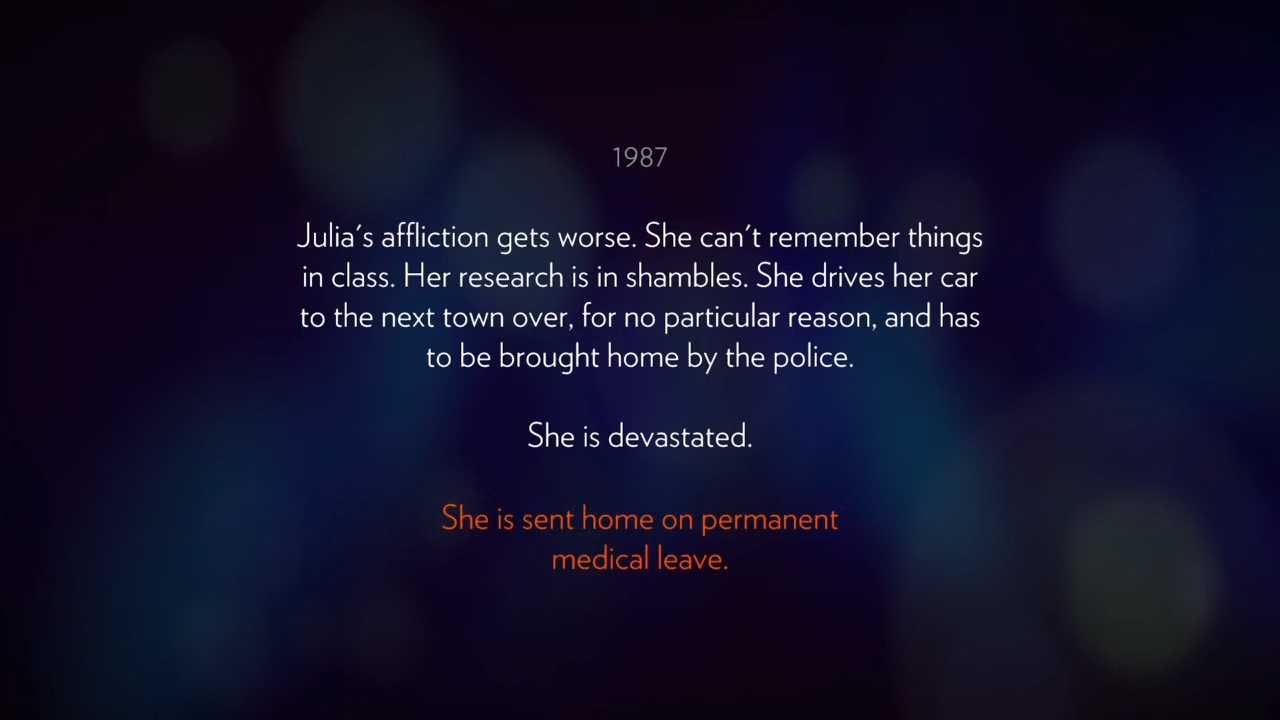 1987
Julia's affliction gets worse. She can't remember things
in class. Her research is in shambles. She drives her car
to the next town over, for no particular reason, and has
to be brought home by the police.
She is devastated.
She is sent home on permanent
medical leave.